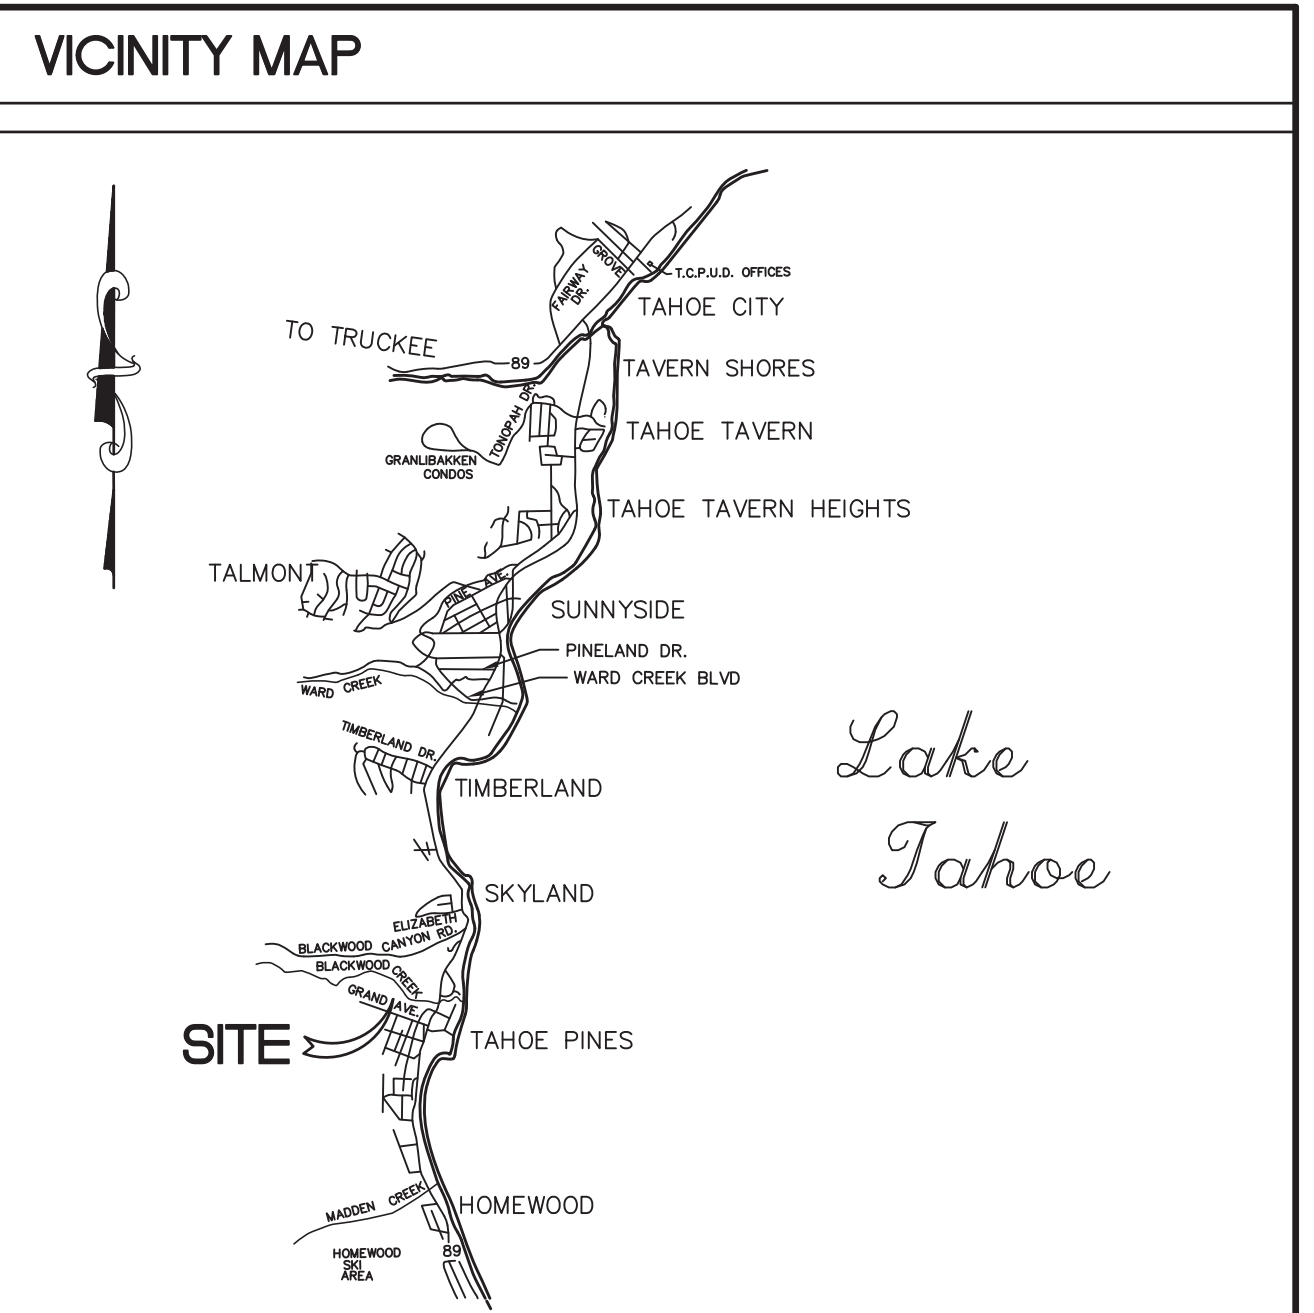 VICINITY MAP
GROVE
FAIRWAY
DR.
T.C.P.U.D. OFFICES
TAHOE CITY
TO TRUCKEE
89
TAVERN SHORES
TONOPAH DR.
TAHOE TAVERN
GRANLIBAKKEN
CONDOS
TAHOE TAVERN HEIGHTS
TALMONT
PINE AVE.
SUNNYSIDE
PINELAND DR.
WARD CREEK BLVD
WARD CREEK
TIMBERLAND DR.
Lake
Tahoe
TIMBERLAND
SKYLAND
ELIZABETH
BLACKWOOD CANYON RD.
BLACKWOOD CREEK
GRAND AVE.
SITE
TAHOE PINES
MADDEN CREEK
HOMEWOOD
HOMEWOOD
SKI
AREA
89